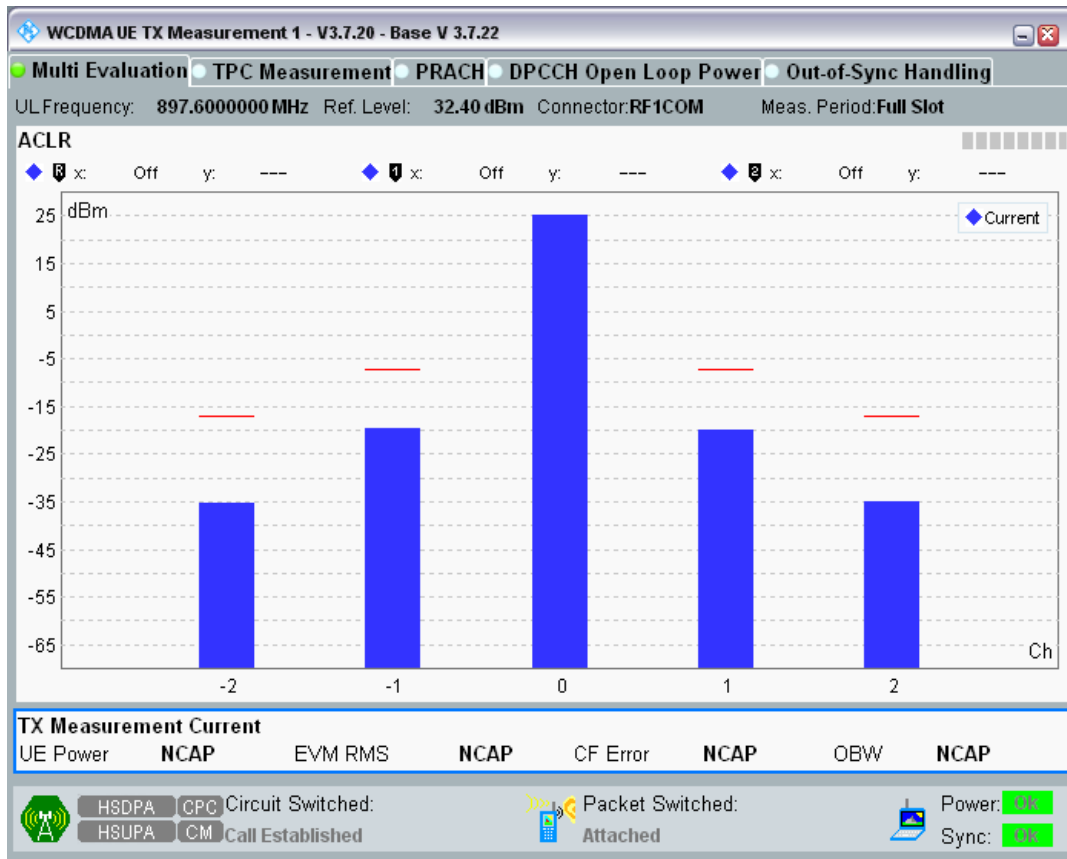 WCDMA UE TX Measurement 1 - V3.7.20 - Base V 3.7.22
Multi Evaluation TPC Measurement PRACH DPCCH Open Loop Power Out-of-Sync Handling
UL Frequency: 897.6000000 MHz Ref. Level: 32.40 dBm Connector:RF1COM Meas. Period:Full Slot
ACLR
R x: Off y: --- 1 x: Off y: --- 2 x: Off y: ---
dBm
Current
25
15
5
-5
-15
-25
-35
-45
-55
-65
Ch
-2 -1 0 1 2
TX Measurement Current
UE Power NCAP EVM RMS NCAP CF Error NCAP OBW NCAP
HSDPA CPC Circuit Switched: Packet Switched: Power: Ok
HSUPA CM Call Established Attached Sync: Ok